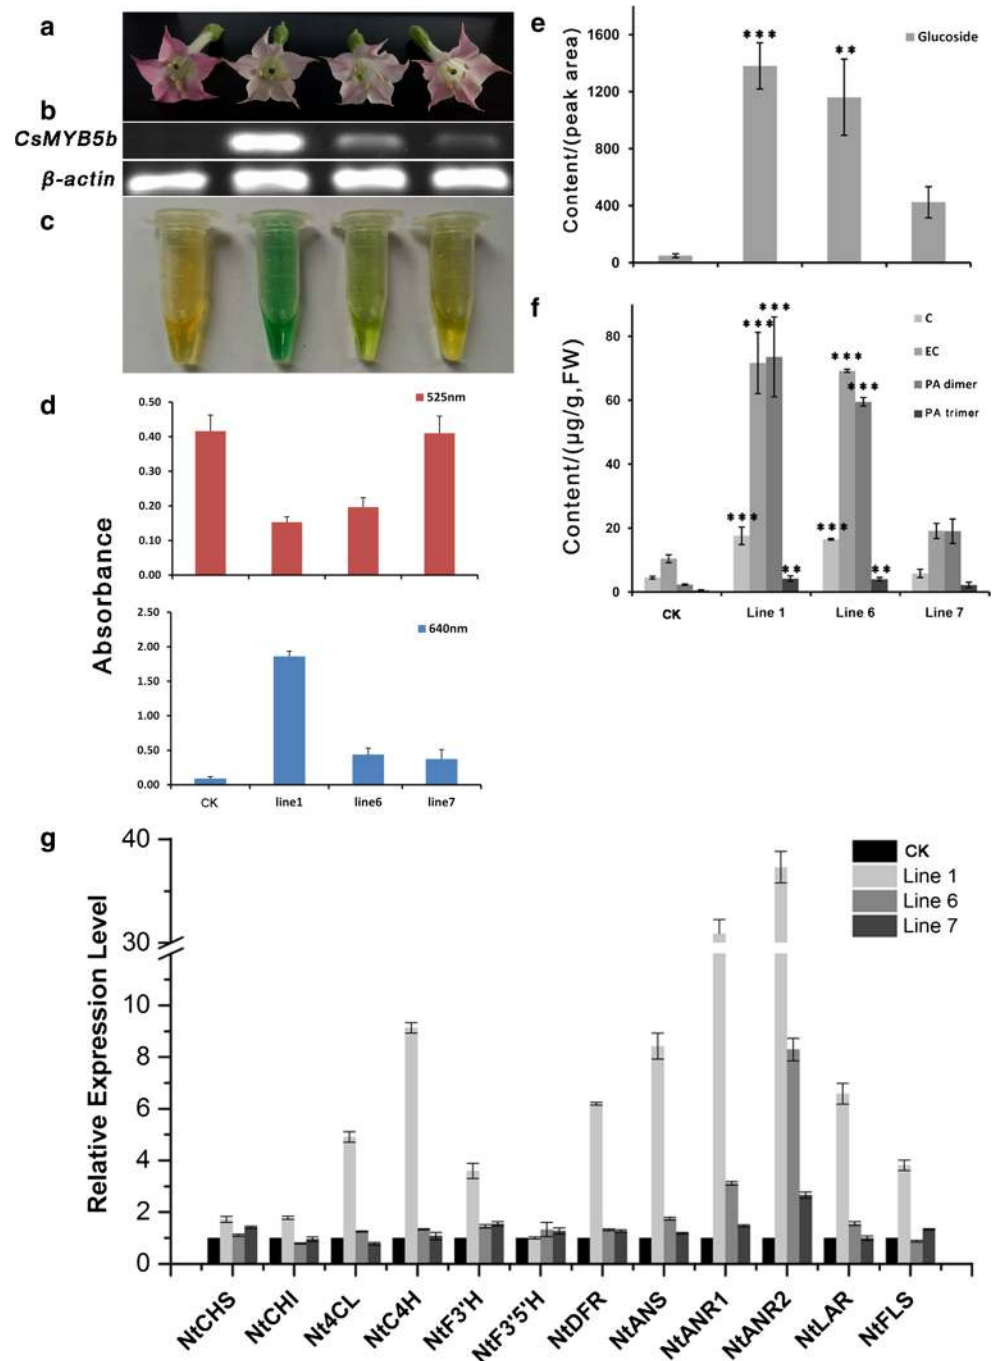 a
b
CsMYB5b
β-actin
c
d
Absorbance
525nm
0.50
0.40
0.30
0.20
0.10
0.00
640nm
2.50
2.00
1.50
1.00
0.50
0.00
CK line1 line6 line7
e
Content/(peak area)
Glucoside
1600
1200
800
400
0
*** **
f
Content/(μg/g,FW)
C
EC
PA dimer
PA trimer
80
60
40
20
0
*** *** *** **
*** *** *** **
CK Line 1 Line 6 Line 7
g
Relative Expression Level
CK
Line 1
Line 6
Line 7
40
30
10
8
6
4
2
0
NtCHS NtCHI Nt4CL NtC4H NtF3'H NtF3'5'H NtDFR NtANS NtANR1 NtANR2 NtLAR NtFLS